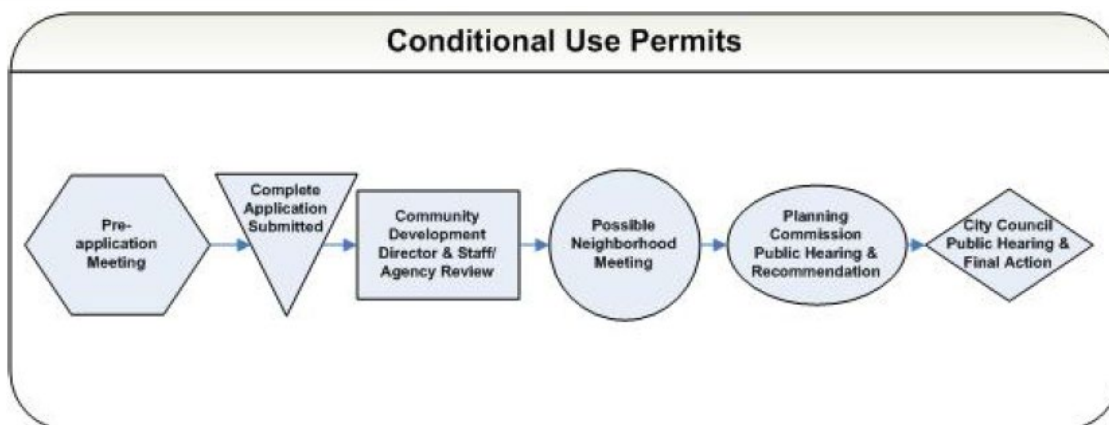 Conditional Use Permits
Pre-
application
Meeting
Complete
Application
Submitted
Community
Development
Director & Staff/
Agency Review
Possible
Neighborhood
Meeting
Planning
Commission
Public Hearing &
Recommendation
City Council
Public Hearing &
Final Action